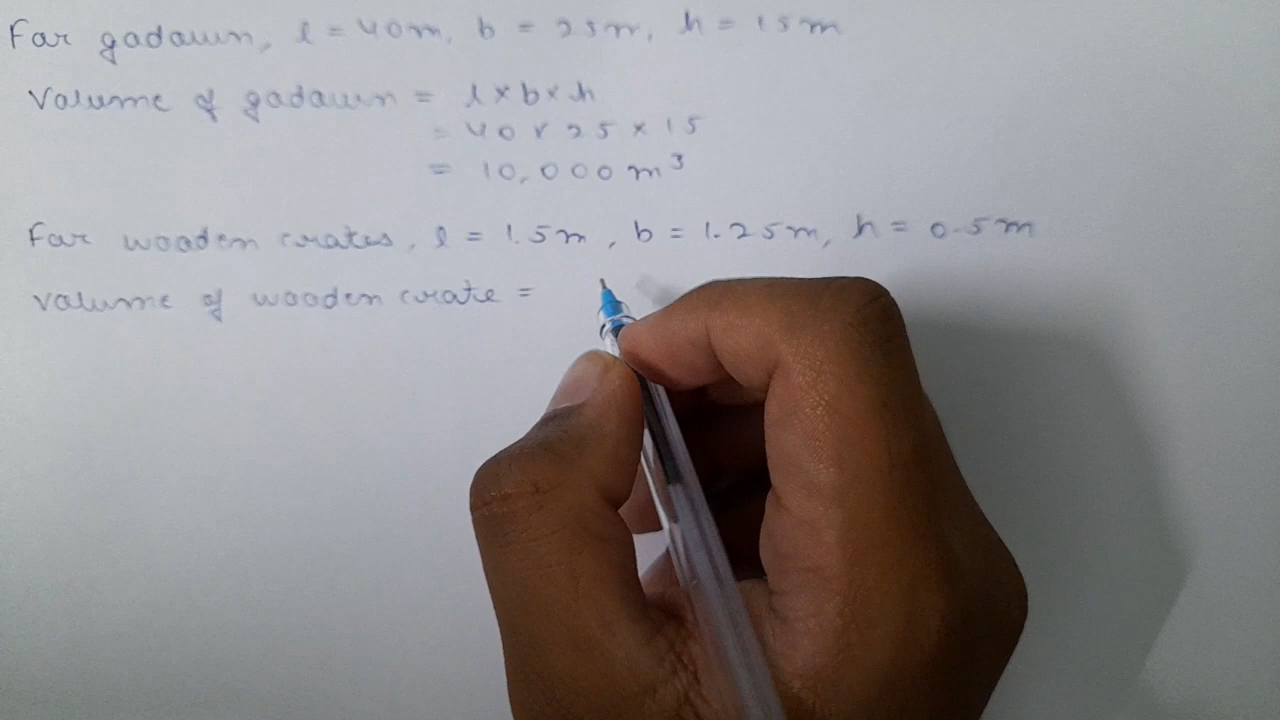 For godown, l = 40m, b = 25m, h = 15m
Volume of godown = l × b × h
= 40 × 25 × 15
= 10,000 m³
For wooden crates, l = 1.5m, b = 1.25m, h = 0.5m
Volume of wooden crate =